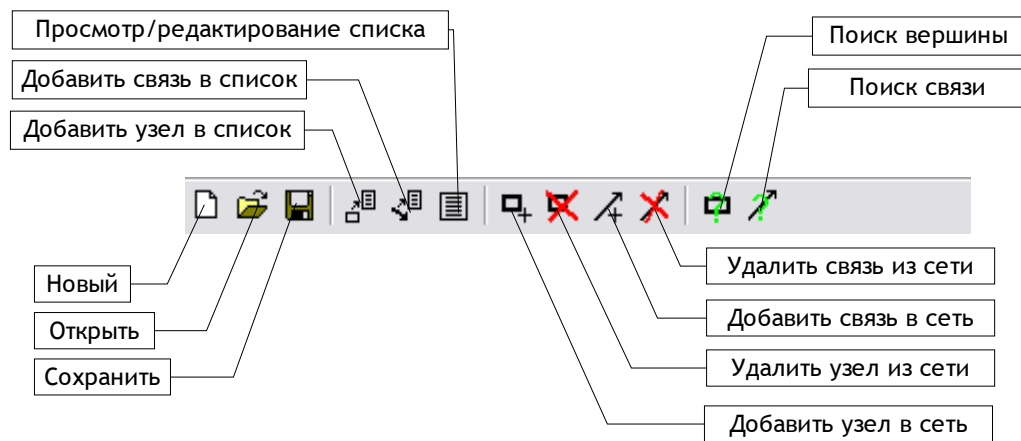 Просмотр/редактирование списка
Поиск вершины
Добавить связь в список
Поиск связи
Добавить узел в список
Новый
Удалить связь из сети
Открыть
Добавить связь в сеть
Сохранить
Удалить узел из сети
Добавить узел в сеть